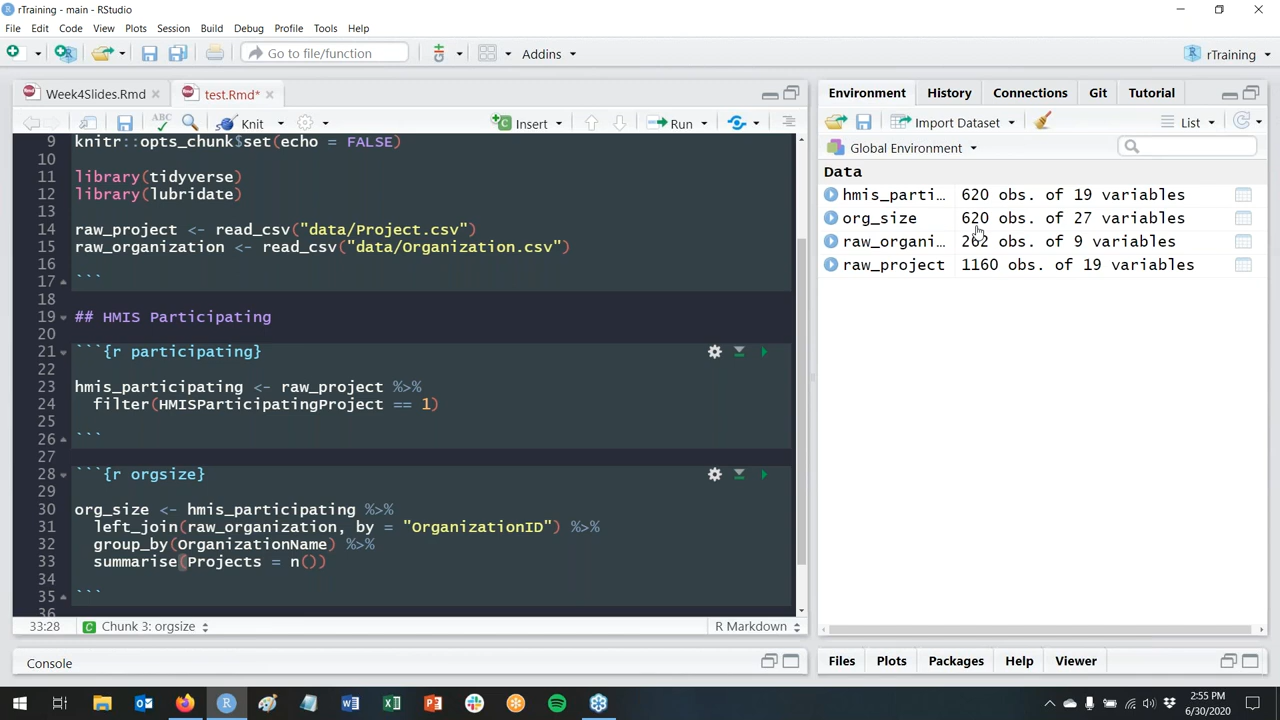 rTraining - main - RStudio
File Edit Code View Plots Session Build Debug Profile Tools Help
Go to file/function Addins rTraining
Week4Slides.Rmd test.Rmd*
ABC Knit Insert Run
9 knitr::opts_chunk$set(echo = FALSE)
10
11 library(tidyverse)
12 library(lubridate)
13
14 raw_project <- read_csv("data/Project.csv")
15 raw_organization <- read_csv("data/Organization.csv")
16
17 ```
18
19 ## HMIS Participating
20
21 ```{r participating}
22
23 hmis_participating <- raw_project %>%
24 filter(HMISParticipatingProject == 1)
25
26 ```
27
28 ```{r orgsize}
29
30 org_size <- hmis_participating %>%
31 left_join(raw_organization, by = "OrganizationID") %>%
32 group_by(OrganizationName) %>%
33 summarise(Projects = n())
34
35 ```
36
33:28 Chunk 3: orgsize R Markdown
Console
Environment History Connections Git Tutorial
Import Dataset List
Global Environment
Data
hmis_parti… 620 obs. of 19 variables
org_size 620 obs. of 27 variables
raw_organi… 262 obs. of 9 variables
raw_project 1160 obs. of 19 variables
Files Plots Packages Help Viewer
2:55 PM
6/30/2020